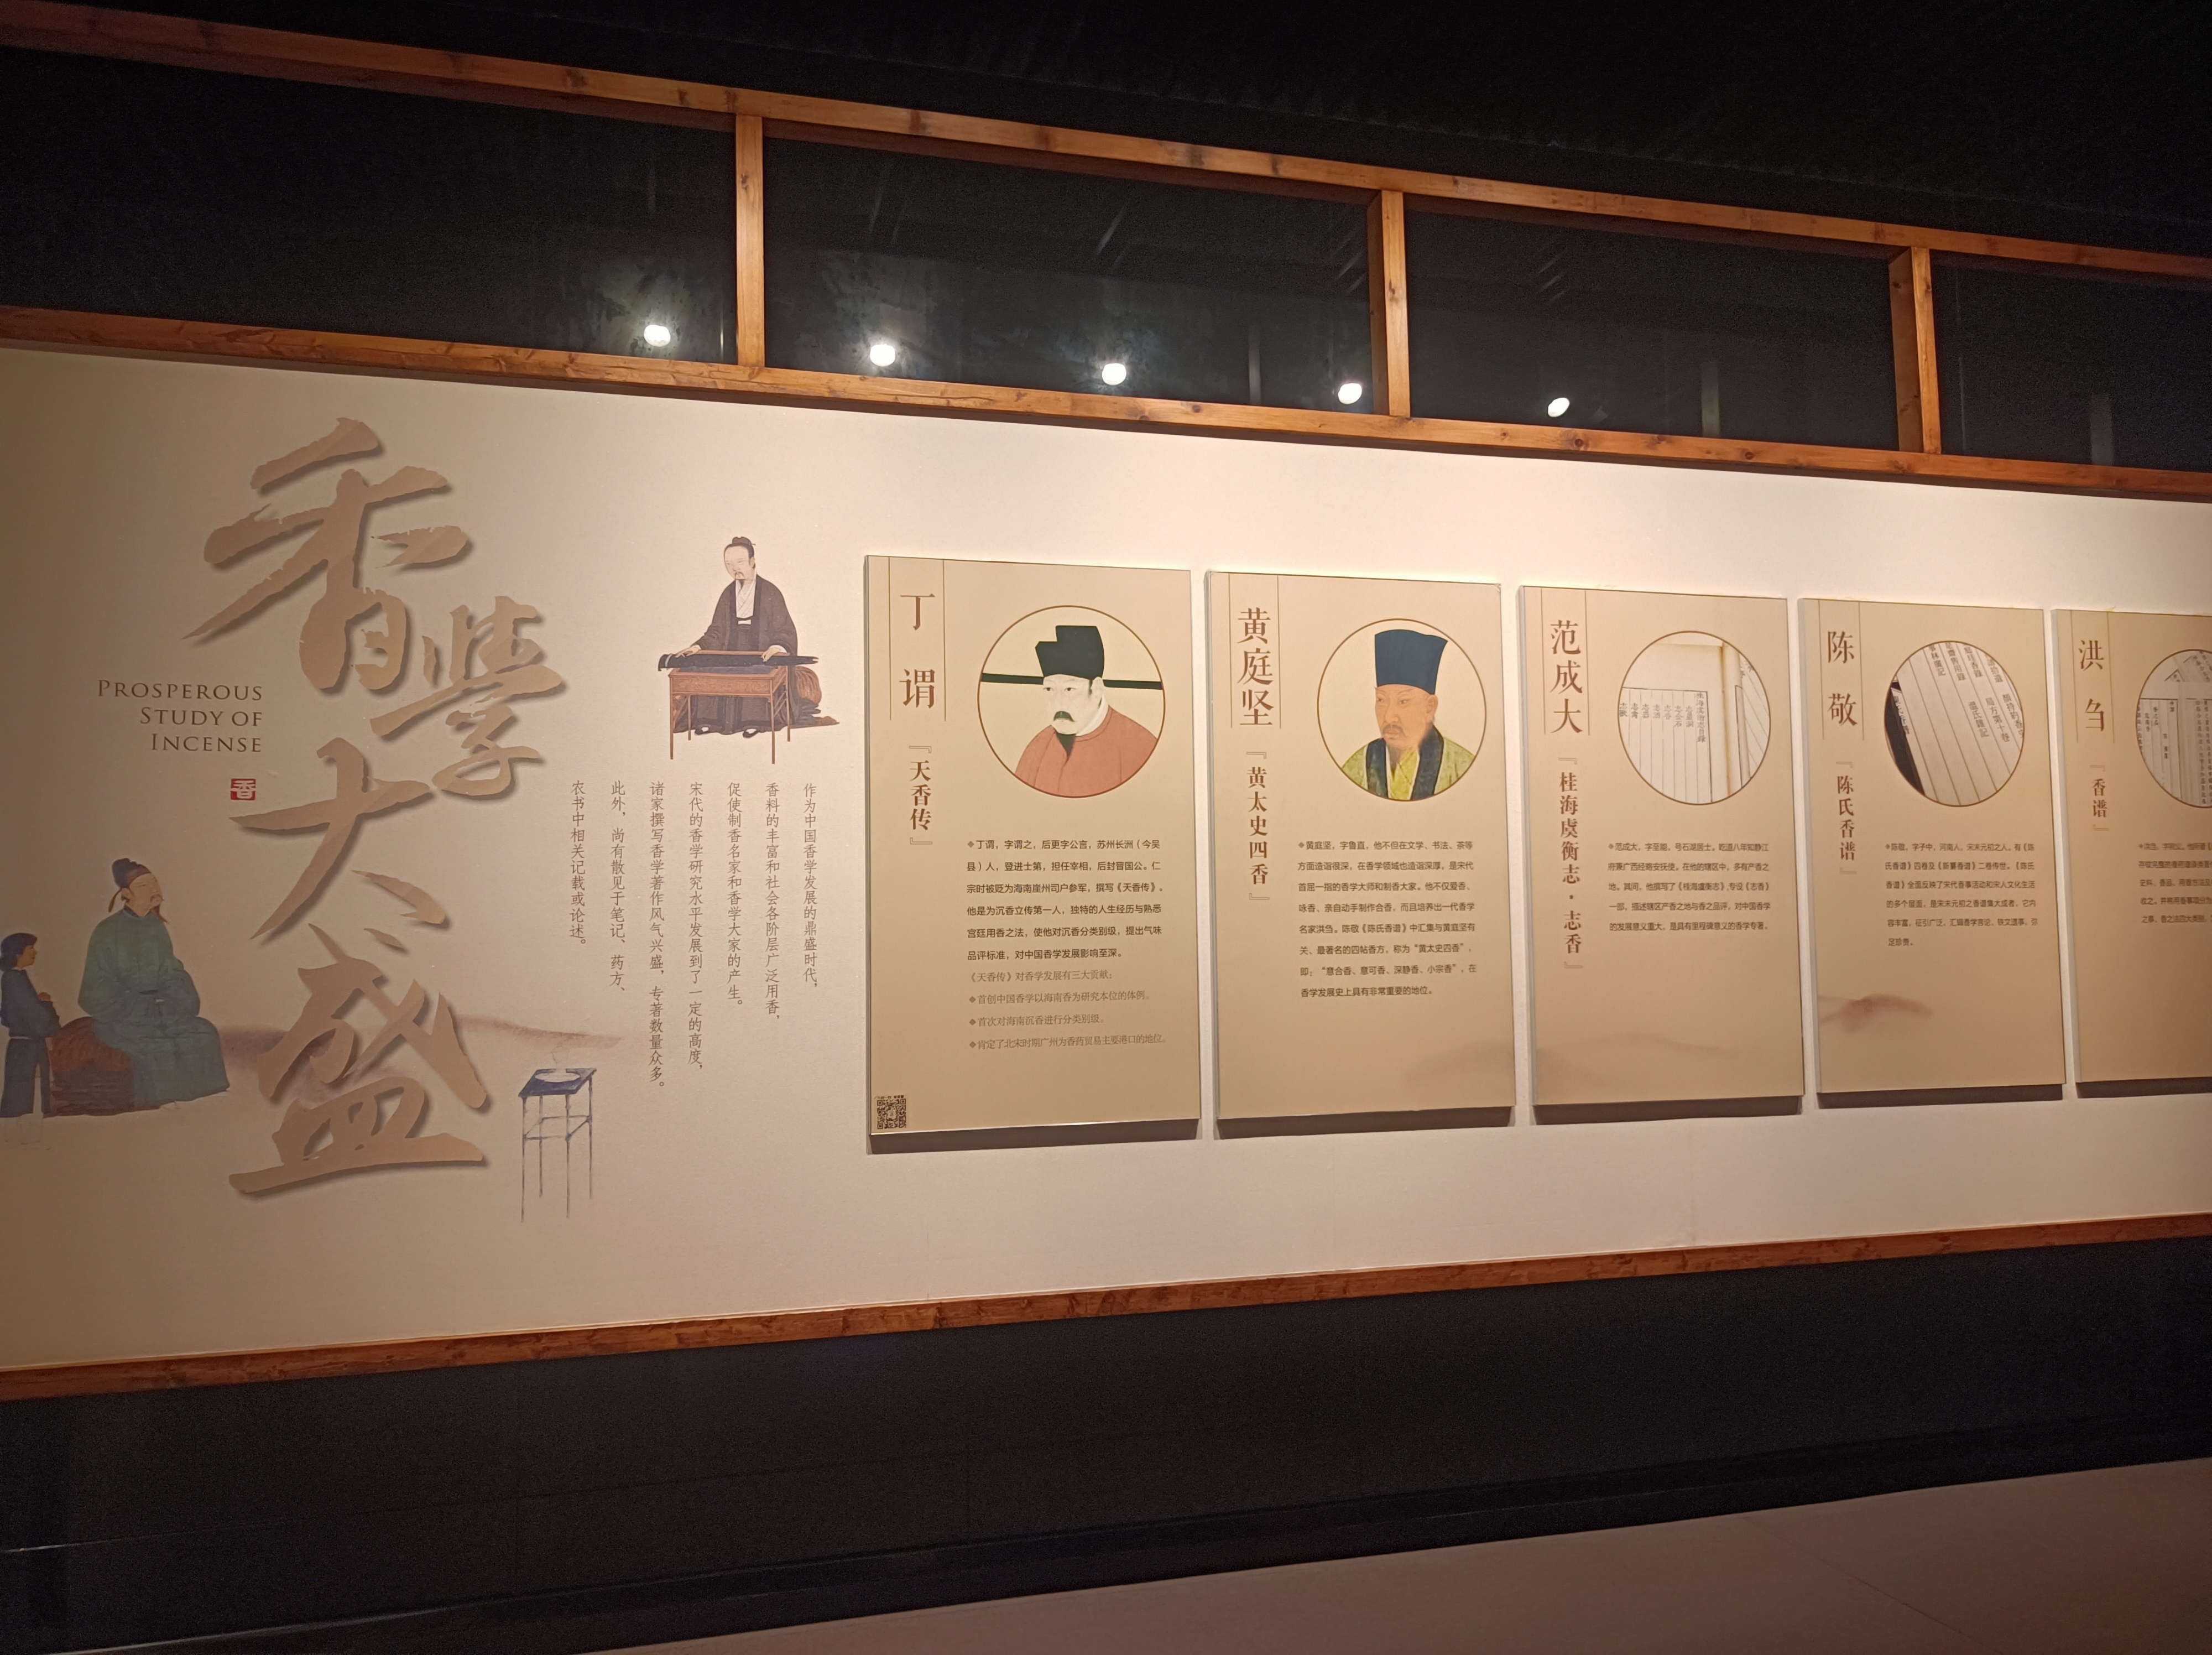 香學大盛
PROSPEROUS
STUDY OF
INCENSE
香
作为中国香学发展的鼎盛时代，
香料的丰富和社会各阶层广泛用香，
促使制香名家和香学大家的产生。
宋代的香学研究水平发展到了一定的高度，
诸家撰写香学著作风气兴盛，专著数量众多。
此外，尚有散见于笔记、药方、
农书中相关记载或论述。
丁谓
『天香传』
❖丁谓，字谓之，后更字公言，苏州长洲（今吴
县）人，登进士第，担任宰相，后封晋国公。仁
宗时被贬为海南崖州司户参军，撰写《天香传》。
他是为沉香立传第一人，独特的人生经历与熟悉
宫廷用香之法，使他对沉香分类别级，提出气味
品评标准，对中国香学发展影响至深。
《天香传》对香学发展有三大贡献：
❖首创中国香学以海南香为研究本位的体例。
❖首次对海南沉香进行分类别级。
❖肯定了北宋时期广州为香药贸易主要港口的地位。
黄庭坚
『黄太史四香』
❖黄庭坚，字鲁直，他不但在文学、书法、茶等
方面造诣很深，在香学领域也造诣深厚，是宋代
首屈一指的香学大师和制香大家。他不仅爱香、
咏香、亲自动手制作合香，而且培养出一代香学
名家洪刍。陈敬《陈氏香谱》中汇集与黄庭坚有
关、最著名的四帖香方，称为“黄太史四香”，
即：“意合香、意可香、深静香、小宗香”，在
香学发展史上具有非常重要的地位。
范成大
『桂海虞衡志·志香』
❖范成大，字至能，号石湖居士。乾道八年知静江
府兼广西经略安抚使。在他的辖区中，多有产香之
地。其间，他撰写了《桂海虞衡志》，专设《志香》
一部，描述辖区产香之地与香之品评，对中国香学
的发展意义重大，是具有里程碑意义的香学专著。
陈敬
『陈氏香谱』
❖陈敬，字子中，河南人，宋末元初之人。有《陈
氏香谱》四卷及《新纂香谱》二卷传世。《陈氏
香谱》全面反映了宋代香事活动和宋人文化生活
的多个层面，是宋末元初之香谱集大成者，它内
容丰富，征引广泛，汇辑香学言论、轶文遗事，弥
足珍贵。
洪刍
『香谱』